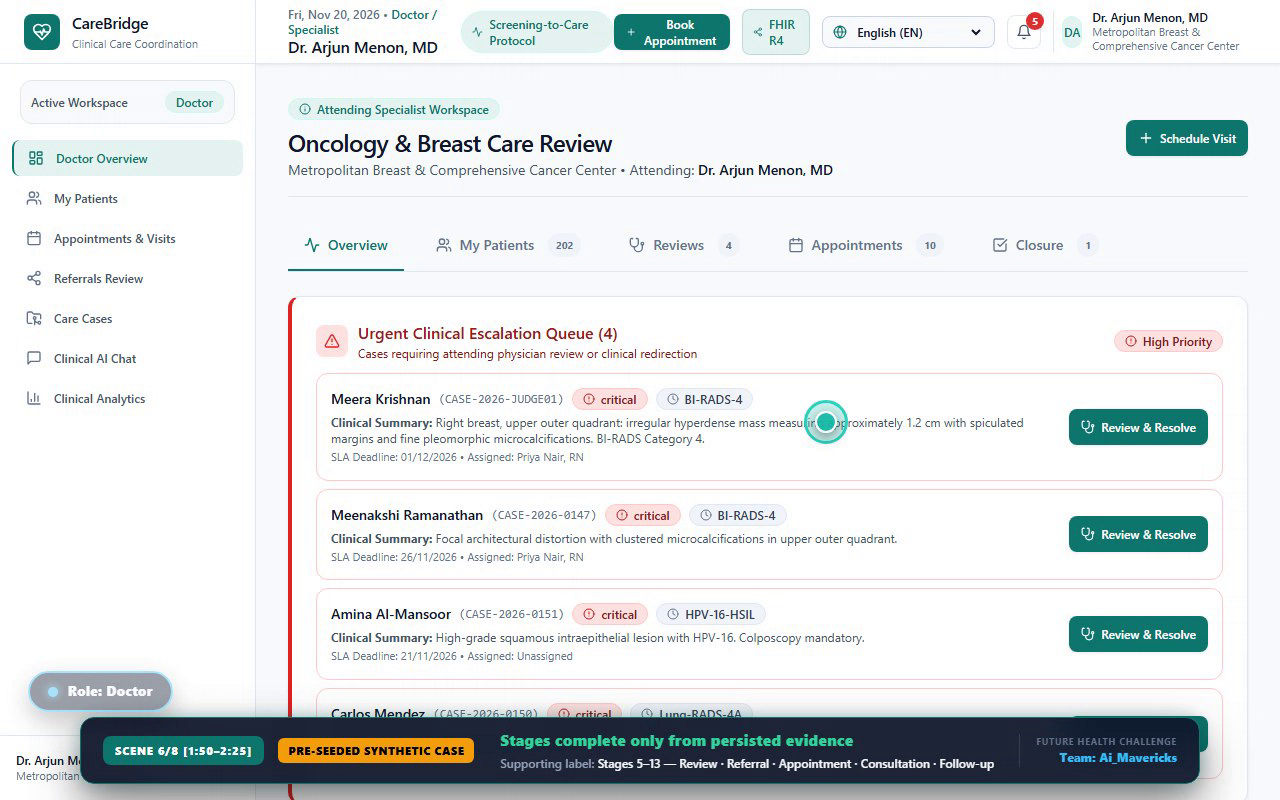 CareBridge
Clinical Care Coordination
Fri, Nov 20, 2026 • Doctor /
Specialist
Dr. Arjun Menon, MD
Screening-to-Care
Protocol
Book
Appointment
FHIR
R4
English (EN)
5
DA
Dr. Arjun Menon, MD
Metropolitan Breast &
Comprehensive Cancer Center
Active Workspace
Doctor
Doctor Overview
My Patients
Appointments & Visits
Referrals Review
Care Cases
Clinical AI Chat
Clinical Analytics
Attending Specialist Workspace
Oncology & Breast Care Review
Metropolitan Breast & Comprehensive Cancer Center • Attending: Dr. Arjun Menon, MD
Schedule Visit
Overview
My Patients 202
Reviews 4
Appointments 10
Closure 1
Urgent Clinical Escalation Queue (4)
Cases requiring attending physician review or clinical redirection
High Priority
Meera Krishnan (CASE-2026-JUDGE01) critical BI-RADS-4
Clinical Summary: Right breast, upper outer quadrant: irregular hyperdense mass measuring approximately 1.2 cm with spiculated
margins and fine pleomorphic microcalcifications. BI-RADS Category 4.
SLA Deadline: 01/12/2026 • Assigned: Priya Nair, RN
Review & Resolve
Meenakshi Ramanathan (CASE-2026-0147) critical BI-RADS-4
Clinical Summary: Focal architectural distortion with clustered microcalcifications in upper outer quadrant.
SLA Deadline: 26/11/2026 • Assigned: Priya Nair, RN
Review & Resolve
Amina Al-Mansoor (CASE-2026-0151) critical HPV-16-HSIL
Clinical Summary: High-grade squamous intraepithelial lesion with HPV-16. Colposcopy mandatory.
SLA Deadline: 21/11/2026 • Assigned: Unassigned
Review & Resolve
Carlos Mendez (CASE-2026-0150) critical Lung-RADS-4A
Role: Doctor
Dr. Arjun Me
Metropolitan
SCENE 6/8 [1:50–2:25]
PRE-SEEDED SYNTHETIC CASE
Stages complete only from persisted evidence
Supporting label: Stages 5–13 — Review · Referral · Appointment · Consultation · Follow-up
FUTURE HEALTH CHALLENGE
Team: Ai_Mavericks